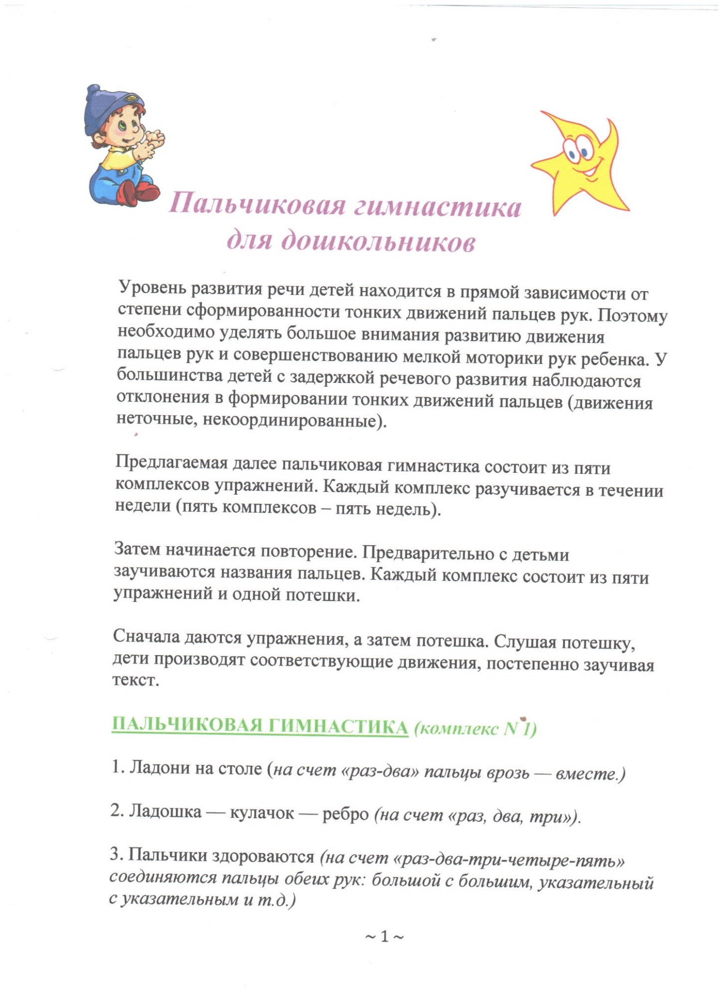 Пальчиковая гимнастика
для дошкольников
Уровень развития речи детей находится в прямой зависимости от
степени сформированности тонких движений пальцев рук. Поэтому
необходимо уделять большое внимания развитию движения
пальцев рук и совершенствованию мелкой моторики рук ребенка. У
большинства детей с задержкой речевого развития наблюдаются
отклонения в формировании тонких движений пальцев (движения
неточные, некоординированные).
Предлагаемая далее пальчиковая гимнастика состоит из пяти
комплексов упражнений. Каждый комплекс разучивается в течении
недели (пять комплексов – пять недель).
Затем начинается повторение. Предварительно с детьми
заучиваются названия пальцев. Каждый комплекс состоит из пяти
упражнений и одной потешки.
Сначала даются упражнения, а затем потешка. Слушая потешку,
дети производят соответствующие движения, постепенно заучивая
текст.
ПАЛЬЧИКОВАЯ ГИМНАСТИКА (комплекс N 1)
1. Ладони на столе (на счет «раз-два» пальцы врозь — вместе.)
2. Ладошка — кулачок — ребро (на счет «раз, два, три»).
3. Пальчики здороваются (на счет «раз-два-три-четыре-пять»
соединяются пальцы обеих рук: большой с большим, указательный
с указательным и т.д.)
~ 1 ~